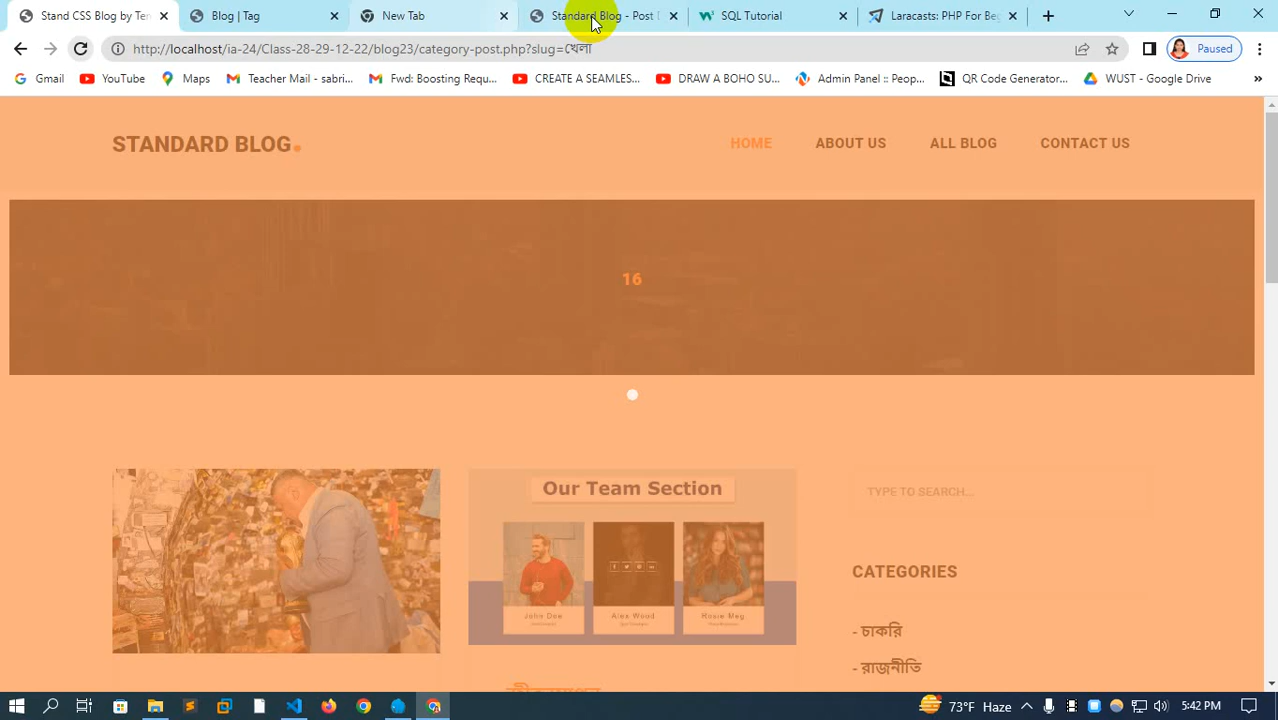 Stand CSS Blog by Ten
Blog | Tag
New Tab
Standard Blog - Post D
SQL Tutorial
Laracasts: PHP For Beg
http://localhost/ia-24/Class-28-29-12-22/blog23/category-post.php?slug=খেলা
Paused
Gmail
YouTube
Maps
Teacher Mail - sabri...
Fwd: Boosting Requ...
CREATE A SEAMLES...
DRAW A BOHO SU...
Admin Panel :: Peop...
QR Code Generator...
WUST - Google Drive
»
STANDARD BLOG.
HOME
ABOUT US
ALL BLOG
CONTACT US
16
Our Team Section
John Dow
Alex Wood
Rosie Meg
TYPE TO SEARCH...
CATEGORIES
- চাকরি
- রাজনীতি
73°F Haze
5:42 PM